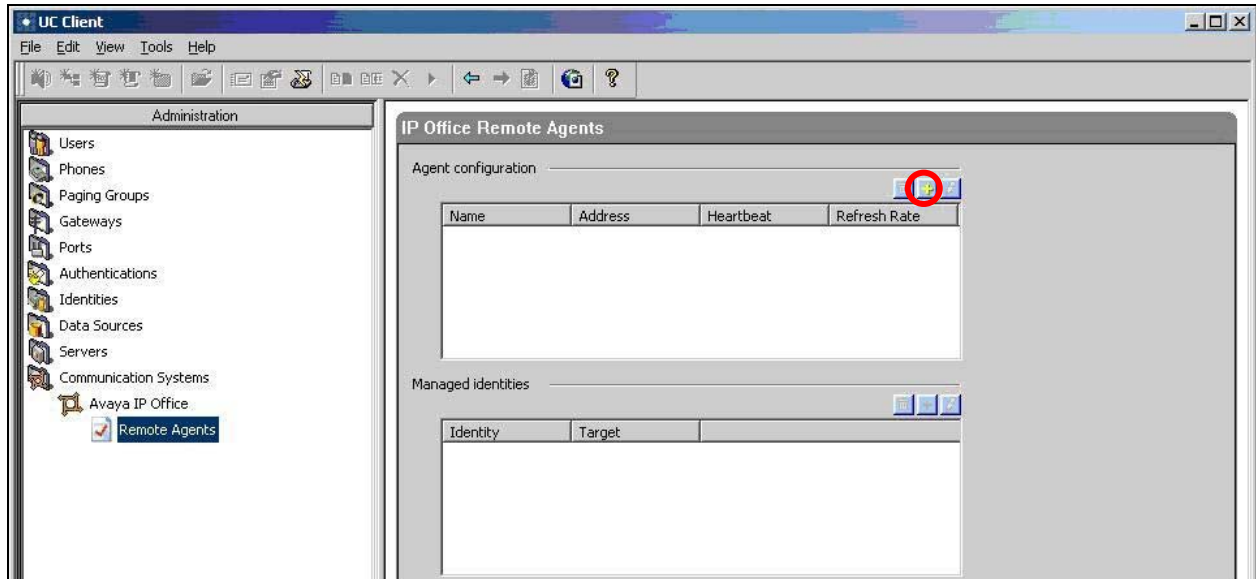 UC Client
File Edit View Tools Help
Administration
Users
Phones
Paging Groups
Gateways
Ports
Authentications
Identities
Data Sources
Servers
Communication Systems
Avaya IP Office
Remote Agents
IP Office Remote Agents
Agent configuration
Name Address Heartbeat Refresh Rate
Managed identities
Identity Target